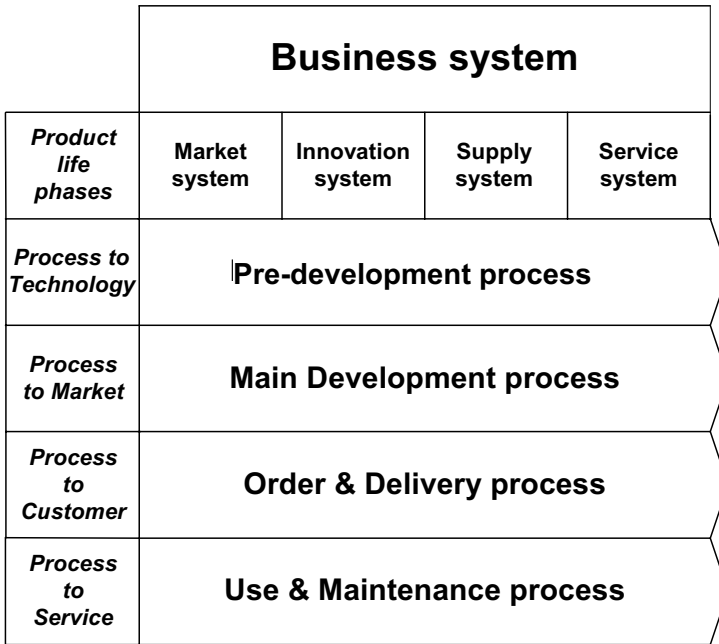 Business system
Product
life
phases
Market
system
Innovation
system
Supply
system
Service
system
Process to
Technology
Pre-development process
Process
to Market
Main Development process
Process
to
Customer
Order & Delivery process
Process
to
Service
Use & Maintenance process